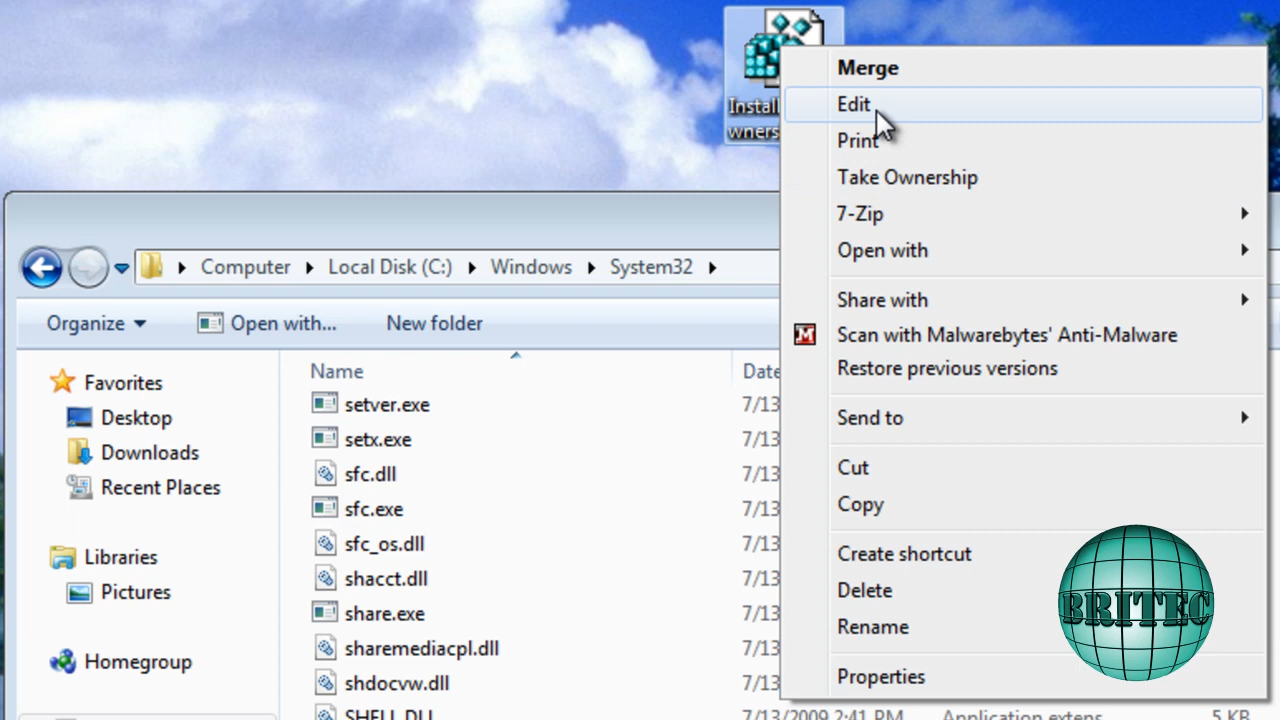 Install
wners
Merge
Edit
Print
Take Ownership
7-Zip
Open with
Share with
Scan with Malwarebytes' Anti-Malware
Restore previous versions
Send to
Cut
Copy
Create shortcut
Delete
Rename
Properties
BRITEC
Computer Local Disk (C:) Windows System32
Organize Open with... New folder
Favorites
Desktop
Downloads
Recent Places
Libraries
Pictures
Homegroup
Name Date
setver.exe 7/13
setx.exe 7/13
sfc.dll 7/13
sfc.exe 7/13
sfc_os.dll 7/13
shacct.dll 7/13
share.exe 7/13
sharemediacpl.dll 7/13
shdocvw.dll 7/13
SHELL.DLL 7/13/2009 2:41 PM Application extens 5 KB